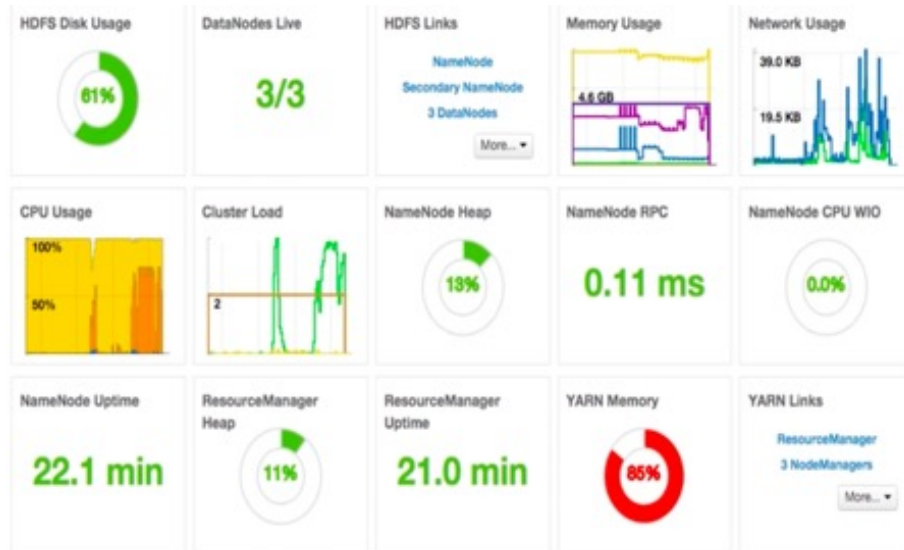 HDFS Disk Usage
61%
DataNodes Live
3/3
HDFS Links
NameNode
Secondary NameNode
3 DataNodes
More...
Memory Usage
4.6 GB
Network Usage
39.0 KB
19.5 KB
CPU Usage
100%
50%
Cluster Load
2
NameNode Heap
13%
NameNode RPC
0.11 ms
NameNode CPU WIO
0.0%
NameNode Uptime
22.1 min
ResourceManager
Heap
11%
ResourceManager
Uptime
21.0 min
YARN Memory
85%
YARN Links
ResourceManager
3 NodeManagers
More...